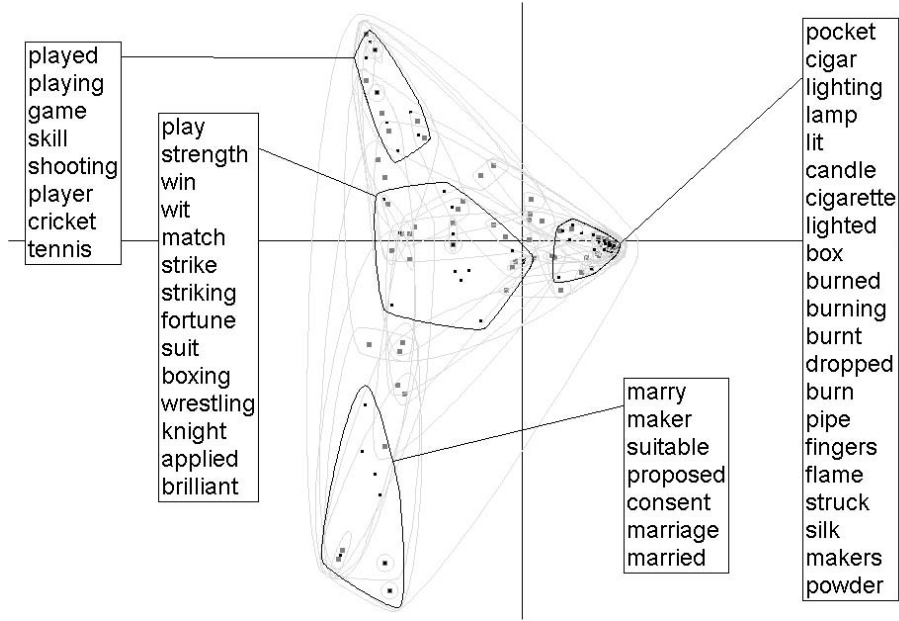 played
playing
game
skill
shooting
player
cricket
tennis
play
strength
win
wit
match
strike
striking
fortune
suit
boxing
wrestling
knight
applied
brilliant
marry
maker
suitable
proposed
consent
marriage
married
pocket
cigar
lighting
lamp
lit
candle
cigarette
lighted
box
burned
burning
burnt
dropped
burn
pipe
fingers
flame
struck
silk
makers
powder